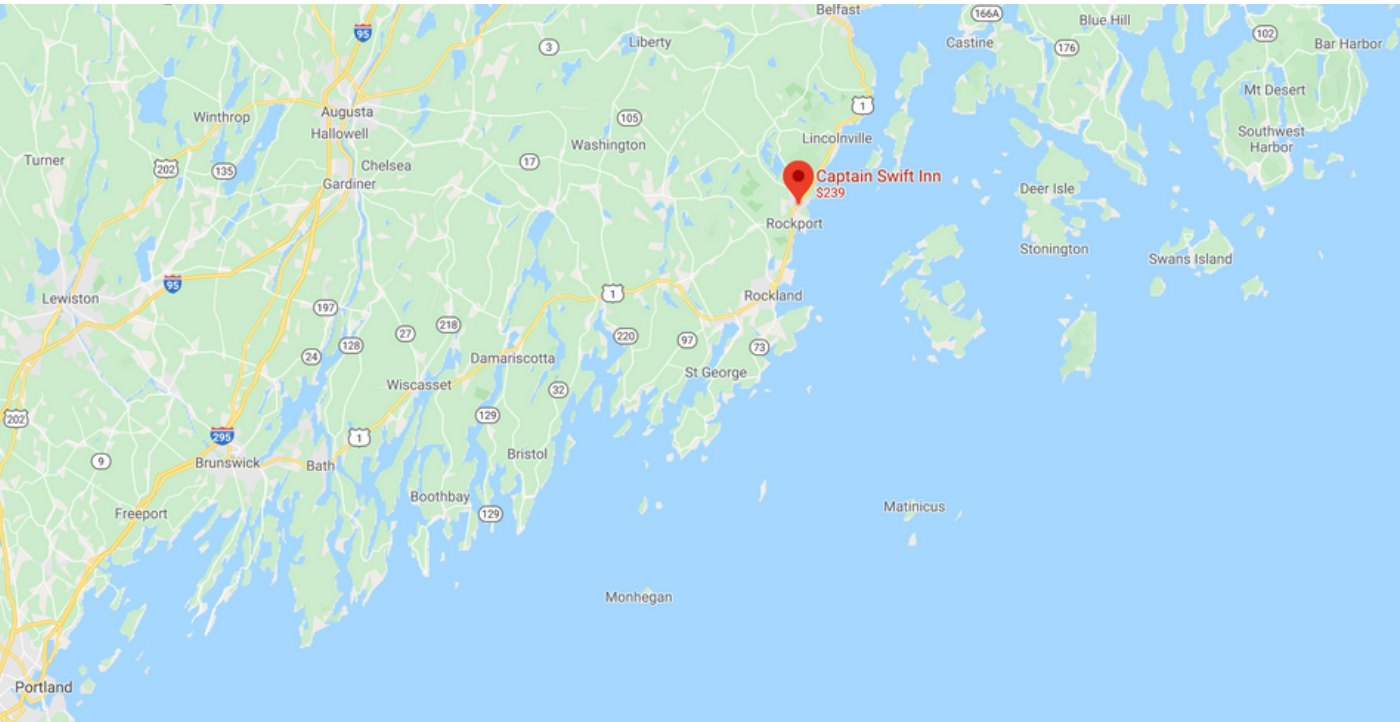 Belfast
166A
Blue Hill
95
3
Liberty
Castine
176
102
Bar Harbor
Mt Desert
1
Winthrop
Augusta
105
Hallowell
Lincolnville
Southwest
Harbor
Washington
Turner
202
135
17
Chelsea
Gardiner
Captain Swift Inn
$239
Deer Isle
Rockport
Stonington
Swans Island
95
Lewiston
1
Rockland
197
218
27
220
97
73
24
128
Damariscotta
St George
Wiscasset
32
202
129
295
1
9
Brunswick
Bath
Bristol
Boothbay
Freeport
129
Matinicus
Monhegan
Portland